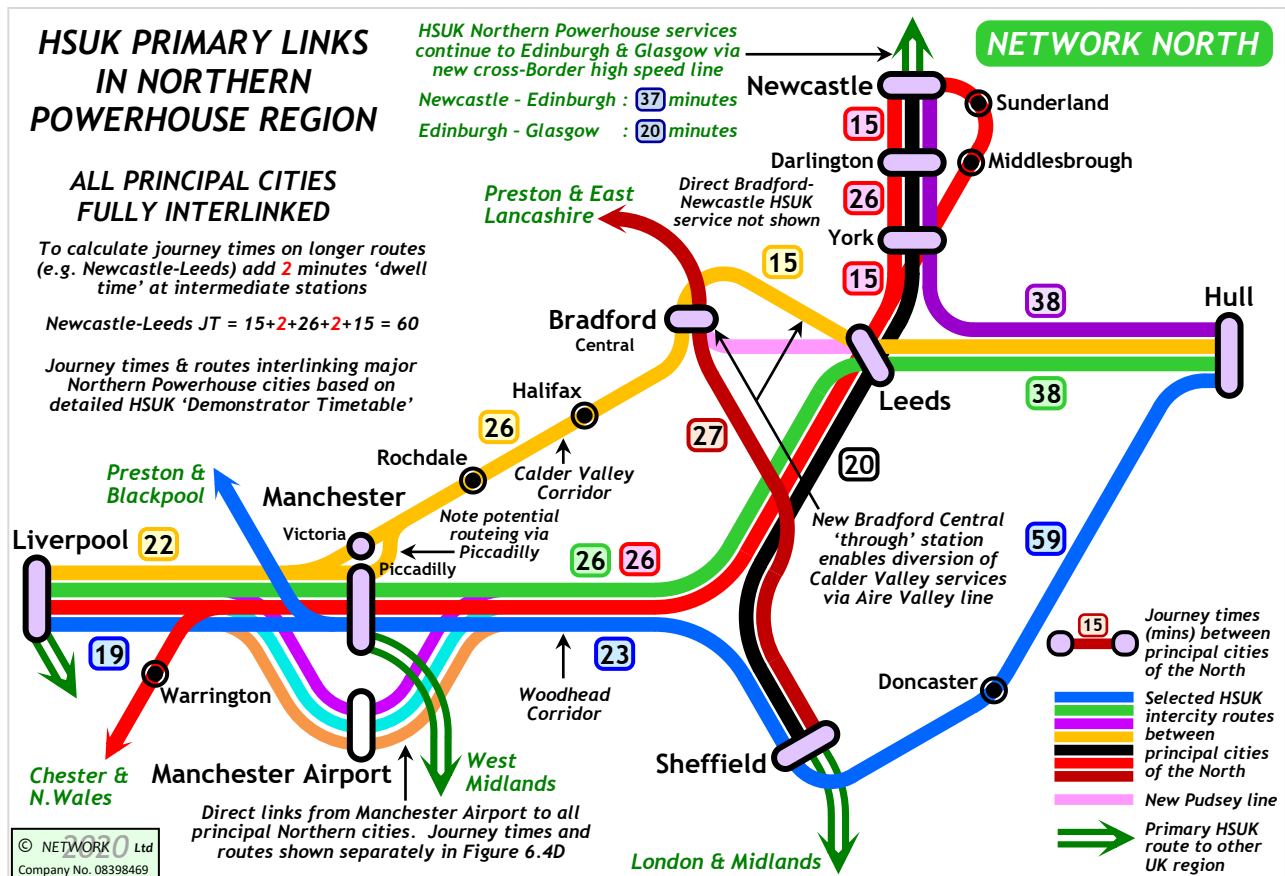 HSUK PRIMARY LINKS
IN NORTHERN
POWERHOUSE REGION
ALL PRINCIPAL CITIES
FULLY INTERLINKED
To calculate journey times on longer routes
(e.g. Newcastle-Leeds) add 2 minutes ‘dwell
time’ at intermediate stations
Newcastle-Leeds JT = 15+2+26+2+15 = 60
Journey times & routes interlinking major
Northern Powerhouse cities based on
detailed HSUK ‘Demonstrator Timetable’
HSUK Northern Powerhouse services
continue to Edinburgh & Glasgow via
new cross-Border high speed line
Newcastle - Edinburgh : 37 minutes
Edinburgh - Glasgow : 20 minutes
NETWORK NORTH
Newcastle
Sunderland
15
Darlington
Middlesbrough
26
York
15
Direct Bradford-
Newcastle HSUK
service not shown
Preston & East
Lancashire
15
38
Hull
Bradford
Central
Leeds
38
Halifax
26
27
20
Rochdale
Calder Valley
Corridor
Preston &
Blackpool
Manchester
Victoria
Note potential
routeing via
Piccadilly
Piccadilly
New Bradford Central
‘through’ station
enables diversion of
Calder Valley services
via Aire Valley line
59
Liverpool
22
26
26
19
23
Warrington
Woodhead
Corridor
Doncaster
Sheffield
Chester &
N.Wales
Manchester Airport
West
Midlands
Direct links from Manchester Airport to all
principal Northern cities. Journey times and
routes shown separately in Figure 6.4D
London & Midlands
15
Journey times
(mins) between
principal cities
of the North
Selected HSUK
intercity routes
between
principal cities
of the North
New Pudsey line
Primary HSUK
route to other
UK region
© NETWORK 2020 Ltd
Company No. 08398469